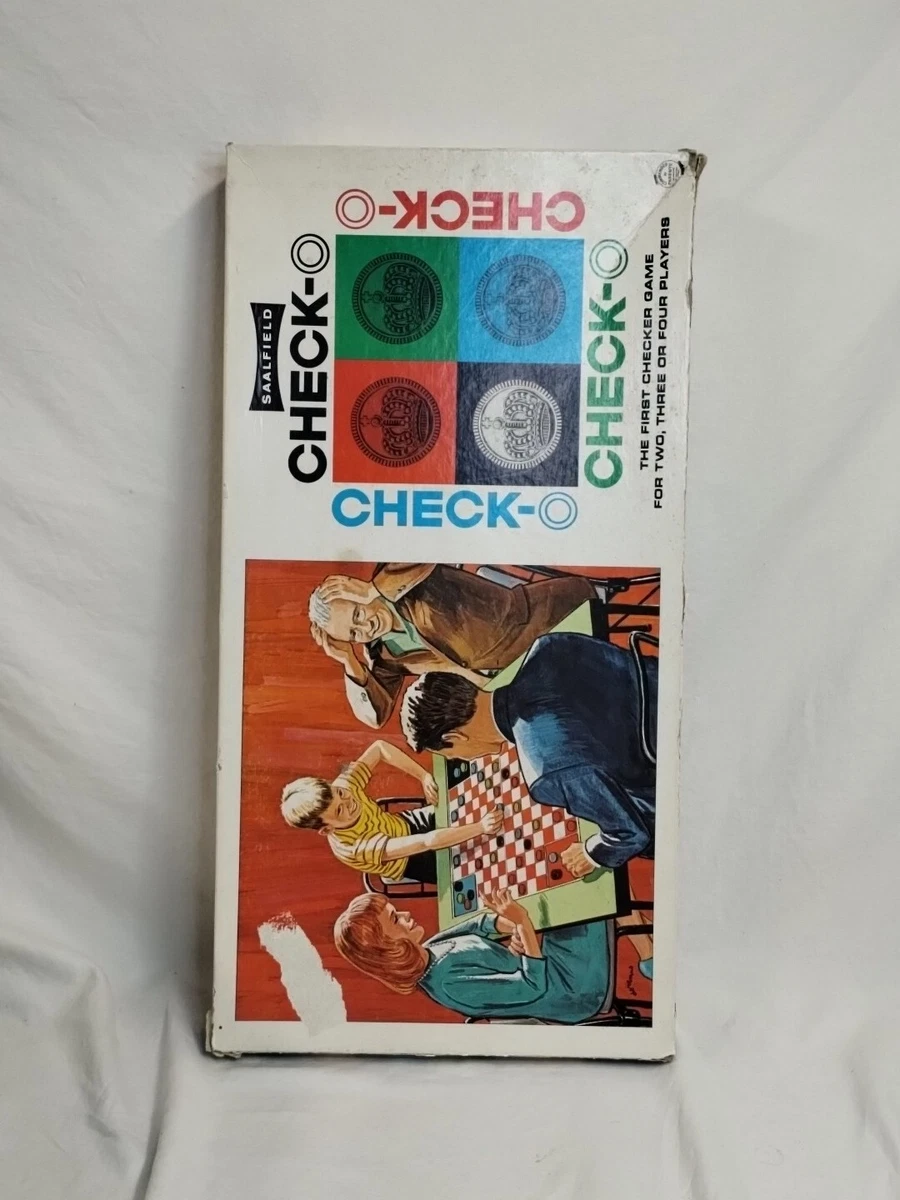 SAALFIELD
CHECK-O
CHECK-O
CHECK-O
CHECK-O
THE FIRST CHECKER GAME
FOR TWO, THREE OR FOUR PLAYERS